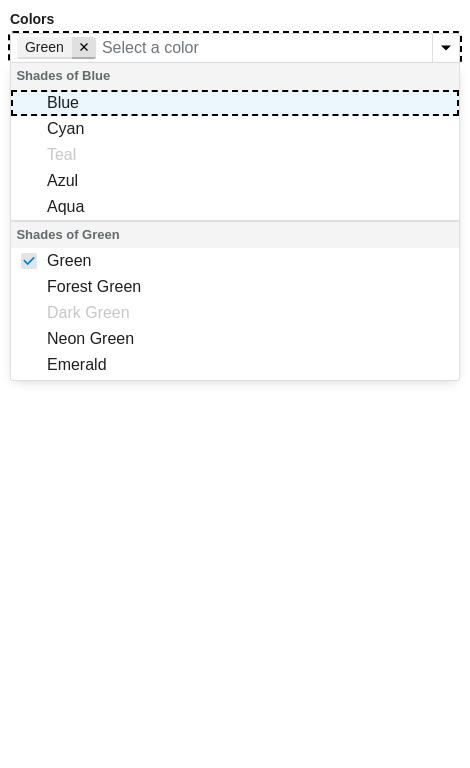 Colors
Green ✕ Select a color
Shades of Blue
Blue
Cyan
Teal
Azul
Aqua
Shades of Green
Green
Forest Green
Dark Green
Neon Green
Emerald